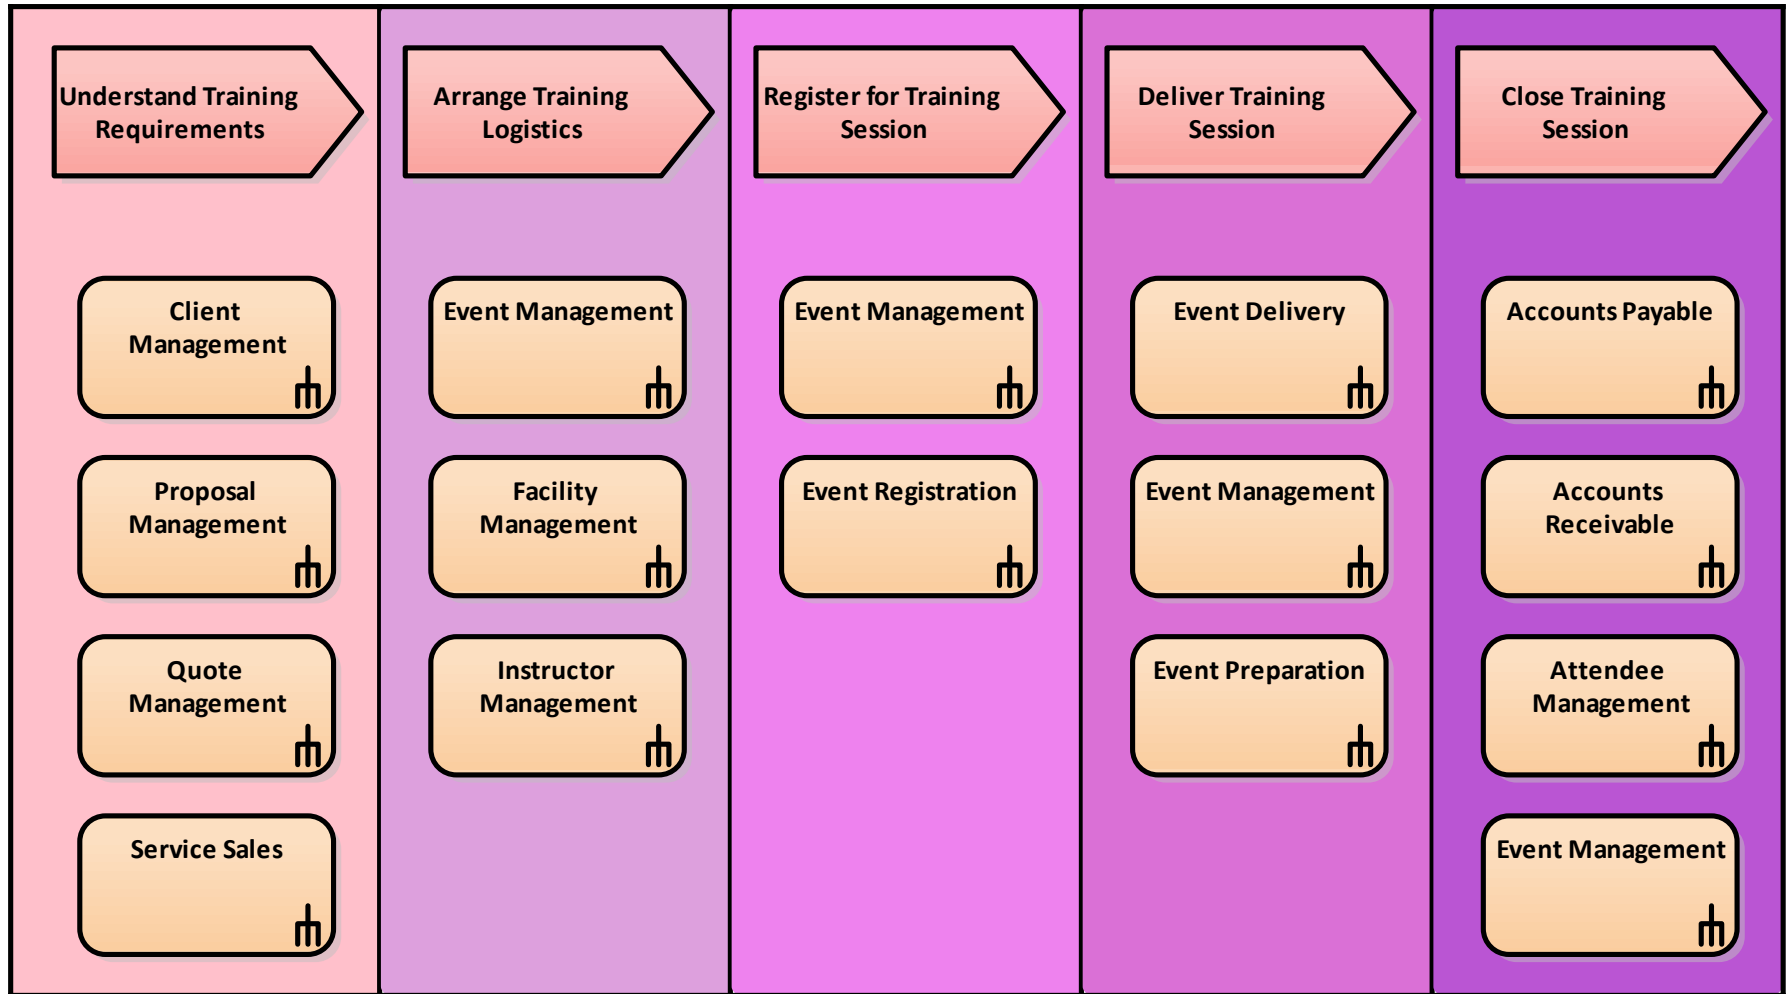 Understand Training
Requirements
Arrange Training
Logistics
Register for Training
Session
Deliver Training
Session
Close Training
Session
Client
Management
Proposal
Management
Quote
Management
Service Sales
Event Management
Facility
Management
Instructor
Management
Event Management
Event Registration
Event Delivery
Event Management
Event Preparation
Accounts Payable
Accounts
Receivable
Attendee
Management
Event Management